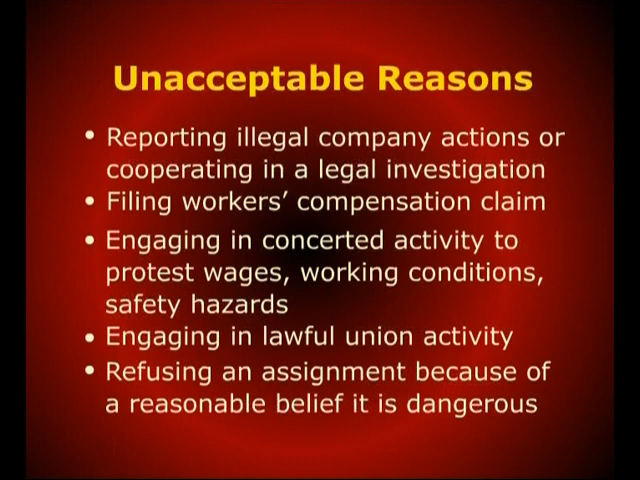 Unacceptable Reasons
• Reporting illegal company actions or
cooperating in a legal investigation
• Filing workers’ compensation claim
• Engaging in concerted activity to
protest wages, working conditions,
safety hazards
• Engaging in lawful union activity
• Refusing an assignment because of
a reasonable belief it is dangerous